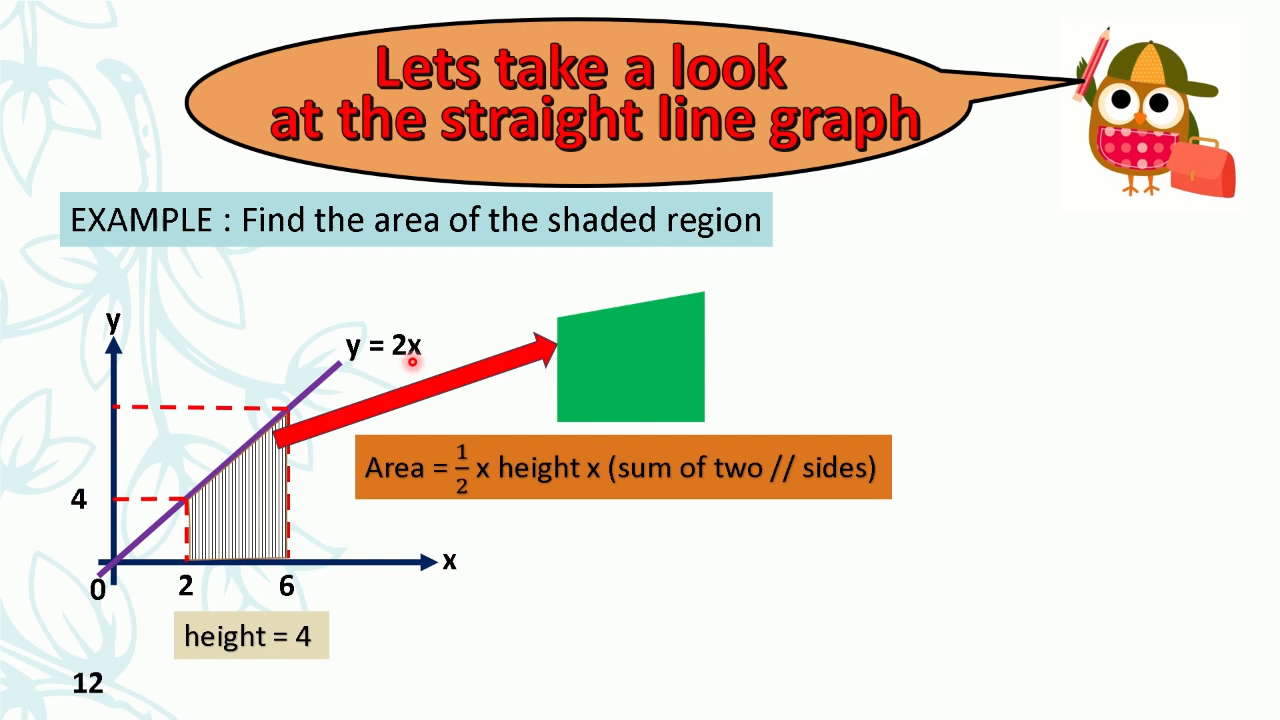 Lets take a look
at the straight line graph
EXAMPLE : Find the area of the shaded region
y
y = 2x
Area = 1/2 x height x (sum of two // sides)
4
x
0 2 6
height = 4
12